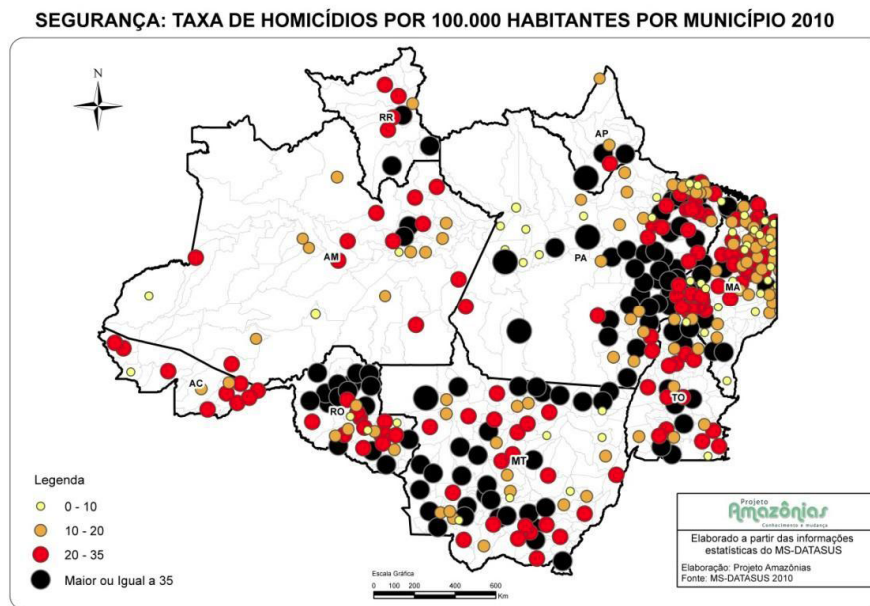 SEGURANÇA: TAXA DE HOMICÍDIOS POR 100.000 HABITANTES POR MUNICÍPIO 2010
N
RR
AP
AM
PA
MA
AC
RO
TO
MT
Legenda
0 - 10
10 - 20
20 - 35
Maior ou Igual a 35
Escala Gráfica
0 100 200 400 600
Km
Projeto
Amazônias
Conhecimento e mudança
Elaborado a partir das informações
estatísticas do MS-DATASUS
Elaboração: Projeto Amazônias
Fonte: MS-DATASUS 2010